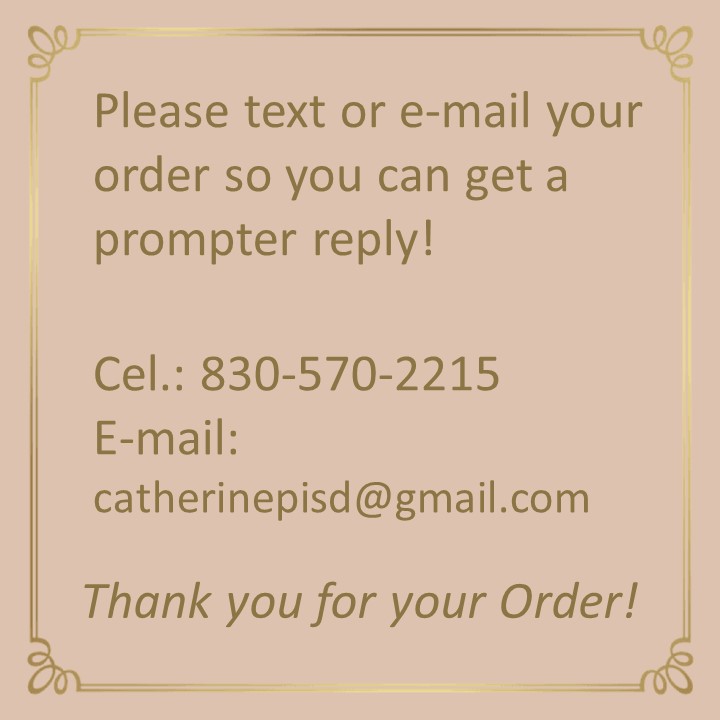 Please text or e-mail your
order so you can get a
prompter reply!
Cel.: 830-570-2215
E-mail:
catherinepisd@gmail.com
Thank you for your Order!